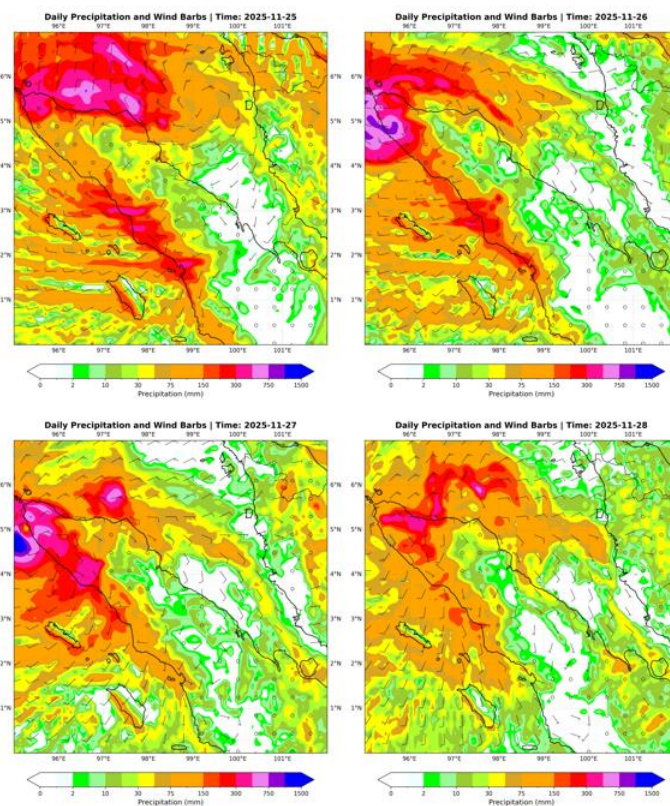 Daily Precipitation and Wind Barbs | Time: 2025-11-25
96°E 97°E 98°E 99°E 100°E 101°E
6°N
5°N
4°N
3°N
2°N
1°N
0 2 10 30 75 150 300 750 1500
Precipitation (mm)
Daily Precipitation and Wind Barbs | Time: 2025-11-26
96°E 97°E 98°E 99°E 100°E 101°E
6°N
5°N
4°N
3°N
2°N
1°N
0 2 10 30 75 150 300 750 1500
Precipitation (mm)
Daily Precipitation and Wind Barbs | Time: 2025-11-27
96°E 97°E 98°E 99°E 100°E 101°E
6°N
5°N
4°N
3°N
2°N
1°N
0 2 10 30 75 150 300 750 1500
Precipitation (mm)
Daily Precipitation and Wind Barbs | Time: 2025-11-28
96°E 97°E 98°E 99°E 100°E 101°E
6°N
5°N
4°N
3°N
2°N
1°N
0 2 10 30 75 150 300 750 1500
Precipitation (mm)